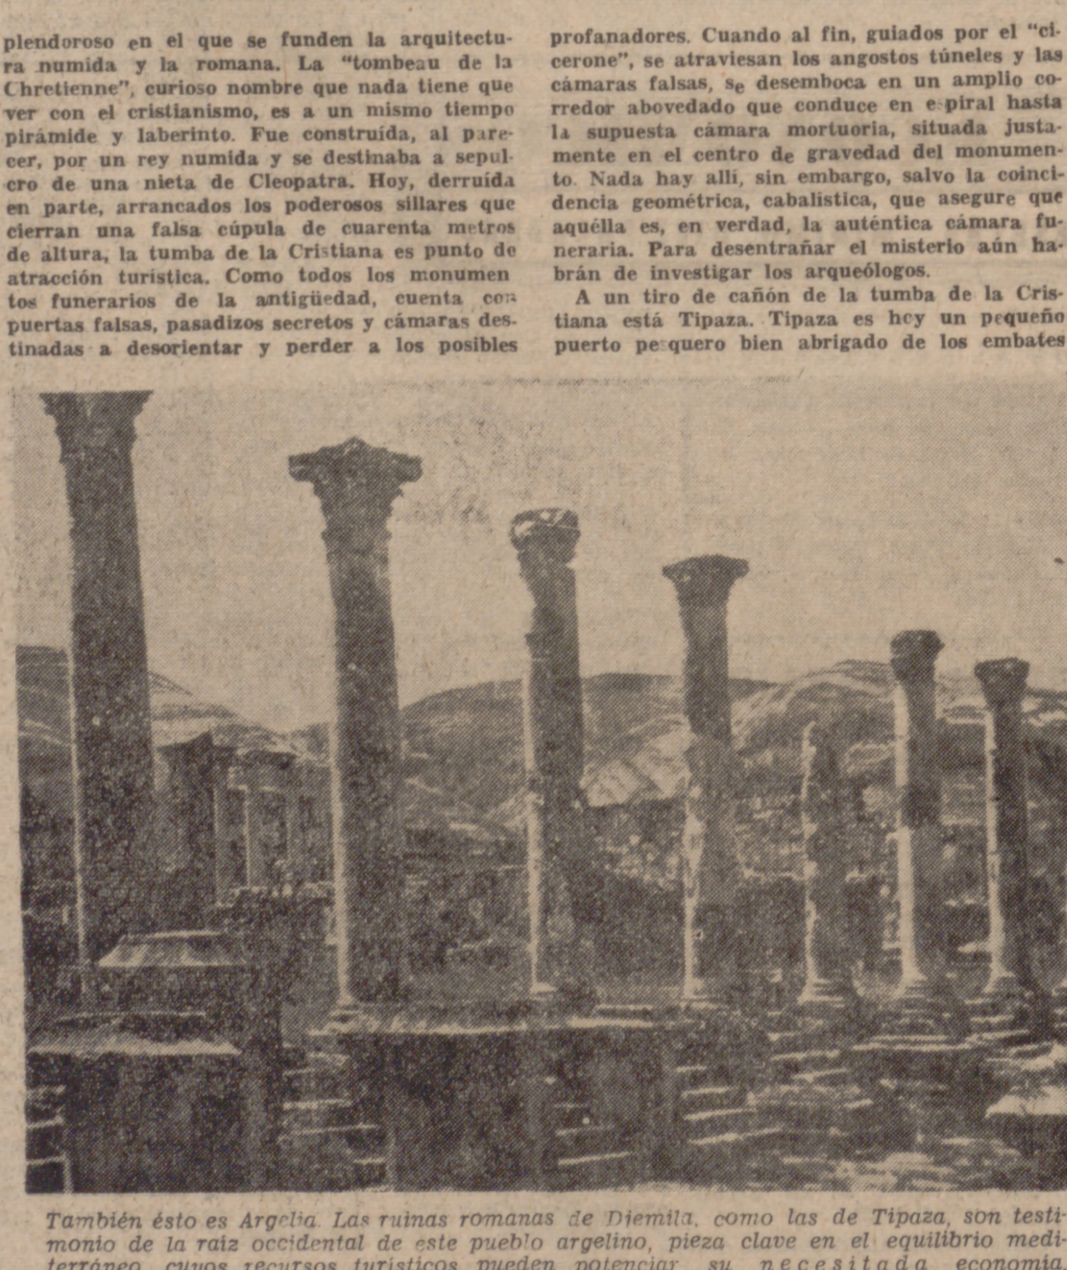 plendoroso en el que se funden la arquitectu-
ra numida y la romana. La “tombeau de la
Chretienne”, curioso nombre que nada tiene que
ver con el cristianismo, es a un mismo tiempo
pirámide y laberinto. Fue construída, al pare-
cer, por un rey numida y se destinaba a sepul-
cro de una nieta de Cleopatra. Hoy, derruída
en parte, arrancados los poderosos sillares que
cierran una falsa cúpula de cuarenta metros
de altura, la tumba de la Cristiana es punto de
atracción turística. Como todos los monumen
tos funerarios de la antigüedad, cuenta con
puertas falsas, pasadizos secretos y cámaras des-
tinadas a desorientar y perder a los posibles
profanadores. Cuando al fin, guiados por el “ci-
cerone”, se atraviesan los angostos túneles y las
cámaras falsas, se desemboca en un amplio co-
rredor abovedado que conduce en espiral hasta
la supuesta cámara mortuoria, situada justa-
mente en el centro de gravedad del monumen-
to. Nada hay allí, sin embargo, salvo la coinci-
dencia geométrica, cabalística, que asegure que
aquélla es, en verdad, la auténtica cámara fu-
neraria. Para desentrañar el misterio aún ha-
brán de investigar los arqueólogos.
A un tiro de cañón de la tumba de la Cris-
tiana está Tipaza. Tipaza es hoy un pequeño
puerto pesquero bien abrigado de los embates
También ésto es Argelia. Las ruinas romanas de Djemila, como las de Tipaza, son testi-
monio de la raíz occidental de este pueblo argelino, pieza clave en el equilibrio medi-
terráneo, cuyos recursos turísticos pueden potenciar su necesitada economía.